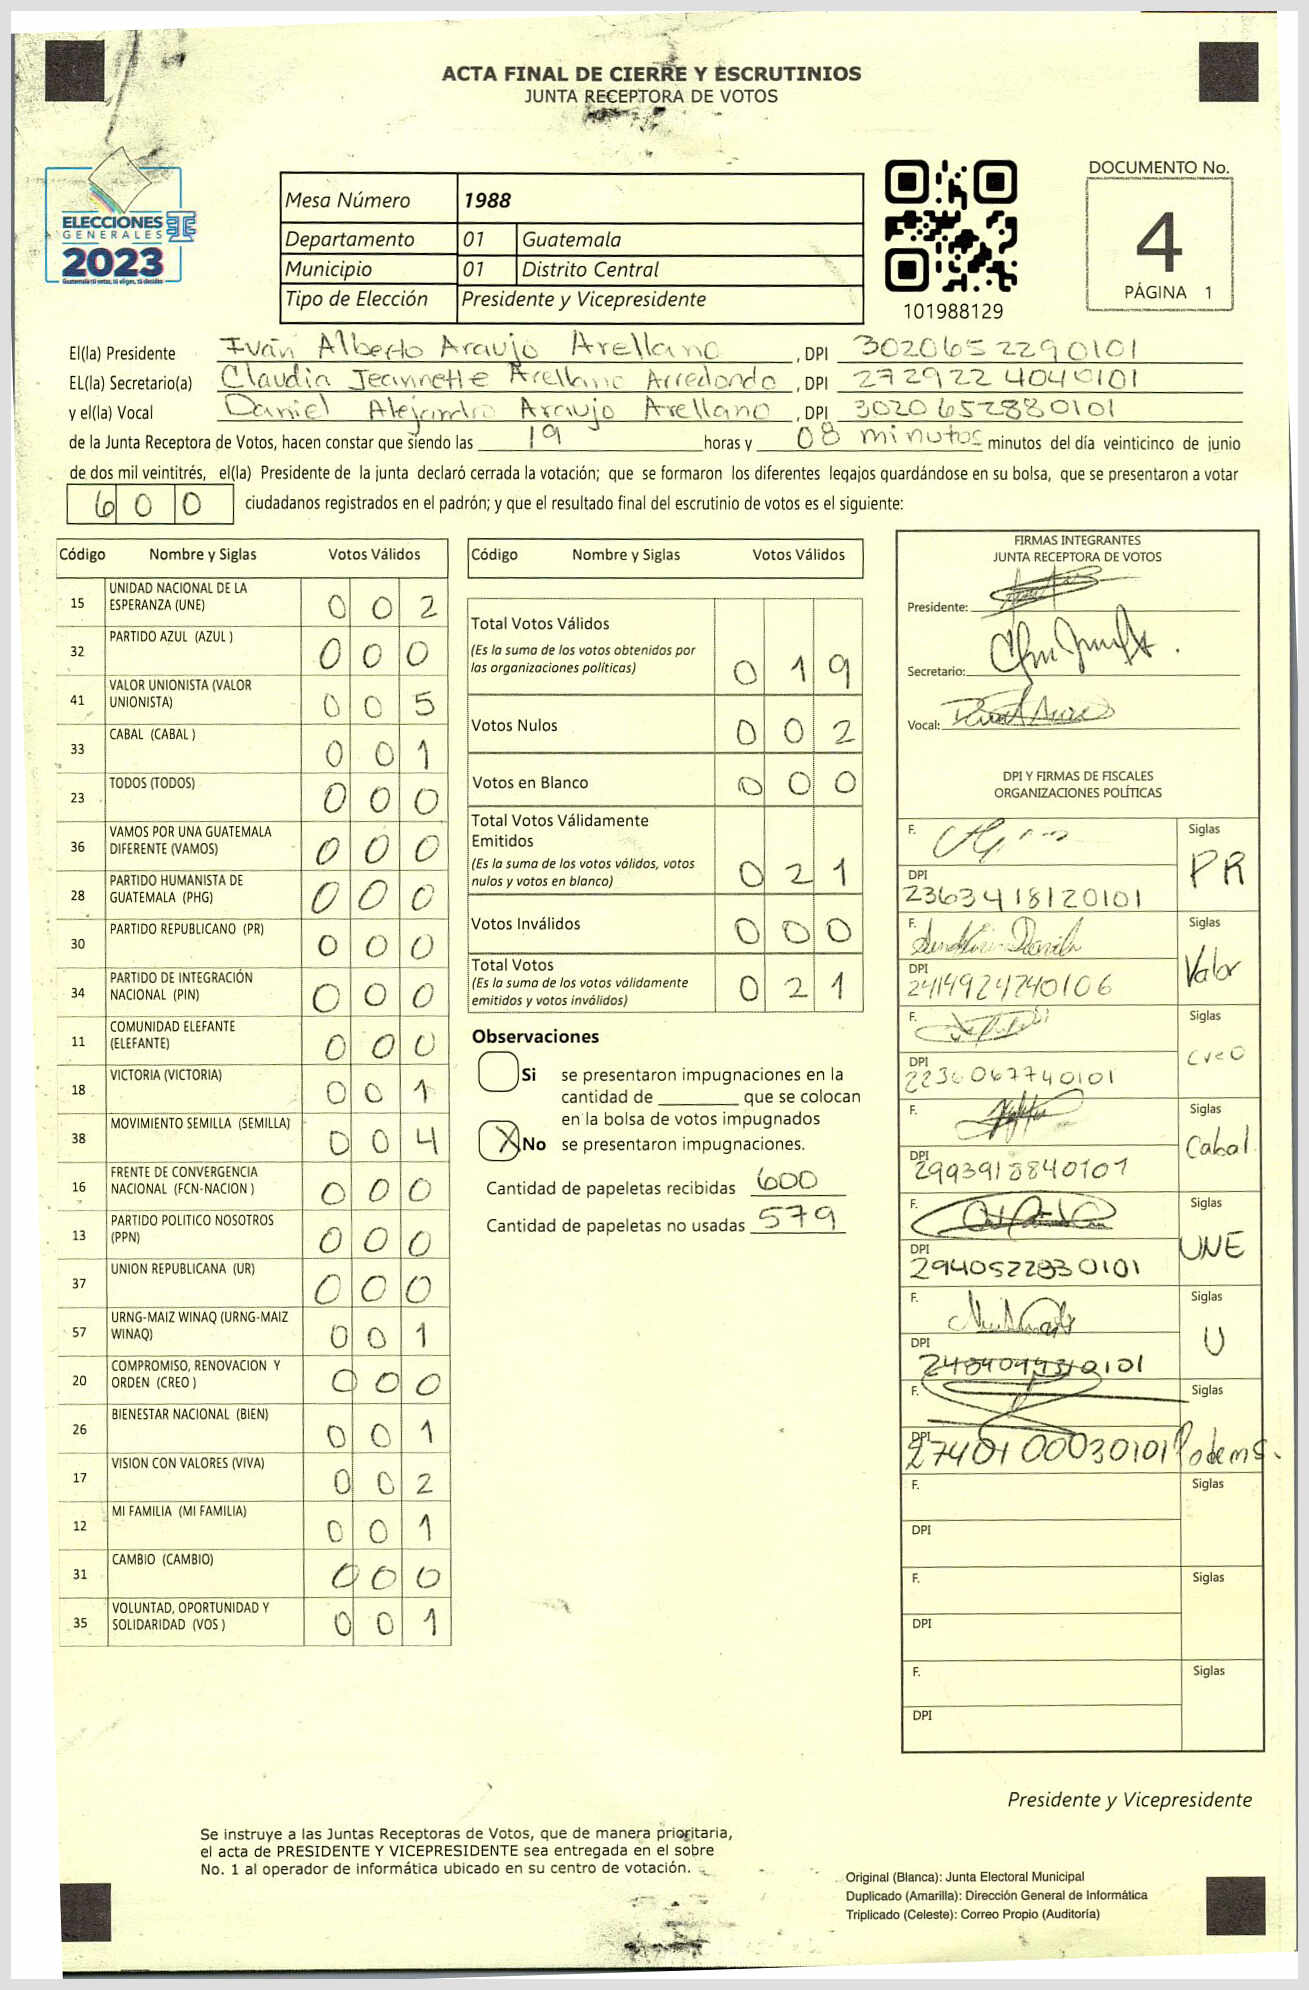 ACTA FINAL DE CIERRE Y ESCRUTINIOS
JUNTA RECEPTORA DE VOTOS
ELECCIONES
GENERALES
2023
Guatemala tú votas, tú eliges, tú decides
Mesa Número 1988
Departamento 01 Guatemala
Municipio 01 Distrito Central
Tipo de Elección Presidente y Vicepresidente
101988129
DOCUMENTO No.
4
PÁGINA 1
El(la) Presidente Iván Alberto Araujo Arellano, DPI 3020652290101
EL(la) Secretario(a) Claudia Jeannette Arellano Arredondo, DPI 2729224040101
y el(la) Vocal Daniel Alejandro Araujo Arellano, DPI 3020652880101
de la Junta Receptora de Votos, hacen constar que siendo las 19 horas y 08 minutos minutos del día veinticinco de junio
de dos mil veintitrés, el(la) Presidente de la junta declaró cerrada la votación; que se formaron los diferentes legajos quardándose en su bolsa, que se presentaron a votar
600 ciudadanos registrados en el padrón; y que el resultado final del escrutinio de votos es el siguiente:
Código Nombre y Siglas Votos Válidos
15 UNIDAD NACIONAL DE LA ESPERANZA (UNE) 0 0 2
32 PARTIDO AZUL (AZUL ) 0 0 0
41 VALOR UNIONISTA (VALOR UNIONISTA) 0 0 5
33 CABAL (CABAL ) 0 0 1
23 TODOS (TODOS) 0 0 0
36 VAMOS POR UNA GUATEMALA DIFERENTE (VAMOS) 0 0 0
28 PARTIDO HUMANISTA DE GUATEMALA (PHG) 0 0 0
30 PARTIDO REPUBLICANO (PR) 0 0 0
34 PARTIDO DE INTEGRACIÓN NACIONAL (PIN) 0 0 0
11 COMUNIDAD ELEFANTE (ELEFANTE) 0 0 0
18 VICTORIA (VICTORIA) 0 0 1
38 MOVIMIENTO SEMILLA (SEMILLA) 0 0 4
16 FRENTE DE CONVERGENCIA NACIONAL (FCN-NACION ) 0 0 0
13 PARTIDO POLITICO NOSOTROS (PPN) 0 0 0
37 UNION REPUBLICANA (UR) 0 0 0
57 URNG-MAIZ WINAQ (URNG-MAIZ WINAQ) 0 0 1
20 COMPROMISO, RENOVACION Y ORDEN (CREO ) 0 0 0
26 BIENESTAR NACIONAL (BIEN) 0 0 1
17 VISION CON VALORES (VIVA) 0 0 2
12 MI FAMILIA (MI FAMILIA) 0 0 1
31 CAMBIO (CAMBIO) 0 0 0
35 VOLUNTAD, OPORTUNIDAD Y SOLIDARIDAD (VOS ) 0 0 1
Código Nombre y Siglas Votos Válidos
Total Votos Válidos
(Es la suma de los votos obtenidos por
las organizaciones políticas) 0 1 9
Votos Nulos 0 0 2
Votos en Blanco 0 0 0
Total Votos Válidamente
Emitidos
(Es la suma de los votos válidos, votos
nulos y votos en blanco) 0 2 1
Votos Inválidos 0 0 0
Total Votos
(Es la suma de los votos válidamente
emitidos y votos inválidos) 0 2 1
Observaciones
Si se presentaron impugnaciones en la
cantidad de ________ que se colocan
en la bolsa de votos impugnados
X No se presentaron impugnaciones.
Cantidad de papeletas recibidas 600
Cantidad de papeletas no usadas 579
FIRMAS INTEGRANTES
JUNTA RECEPTORA DE VOTOS
Presidente:
Secretario:
Vocal:
DPI Y FIRMAS DE FISCALES
ORGANIZACIONES POLÍTICAS
F. Siglas PR
DPI 2363418120101
F. Siglas Valor
DPI 2414924740106
F. Siglas Creo
DPI 2236067740101
F. Siglas Cabal
DPI 2993918840101
F. Siglas UNE
DPI 2940522830101
F. Siglas U
DPI
F. Siglas Podemos
DPI 2740100030101
F. Siglas
DPI
F. Siglas
DPI
F. Siglas
DPI
Presidente y Vicepresidente
Se instruye a las Juntas Receptoras de Votos, que de manera prioritaria,
el acta de PRESIDENTE Y VICEPRESIDENTE sea entregada en el sobre
No. 1 al operador de informática ubicado en su centro de votación.
Original (Blanca): Junta Electoral Municipal
Duplicado (Amarilla): Dirección General de Informática
Triplicado (Celeste): Correo Propio (Auditoría)